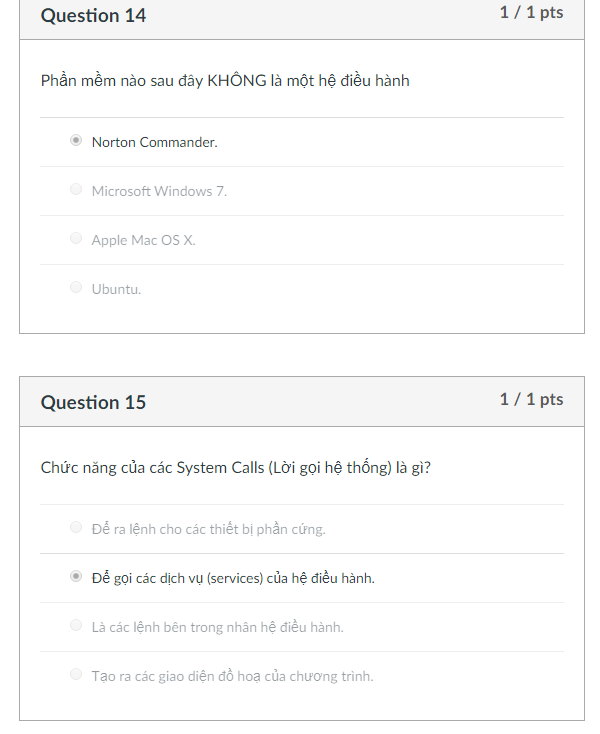 Question 14
1 / 1 pts
Phần mềm nào sau đây KHÔNG là một hệ điều hành
Norton Commander.
Microsoft Windows 7.
Apple Mac OS X.
Ubuntu.
Question 15
1 / 1 pts
Chức năng của các System Calls (Lời gọi hệ thống) là gì?
Để ra lệnh cho các thiết bị phần cứng.
Để gọi các dịch vụ (services) của hệ điều hành.
Là các lệnh bên trong nhân hệ điều hành.
Tạo ra các giao diện đồ hoạ của chương trình.